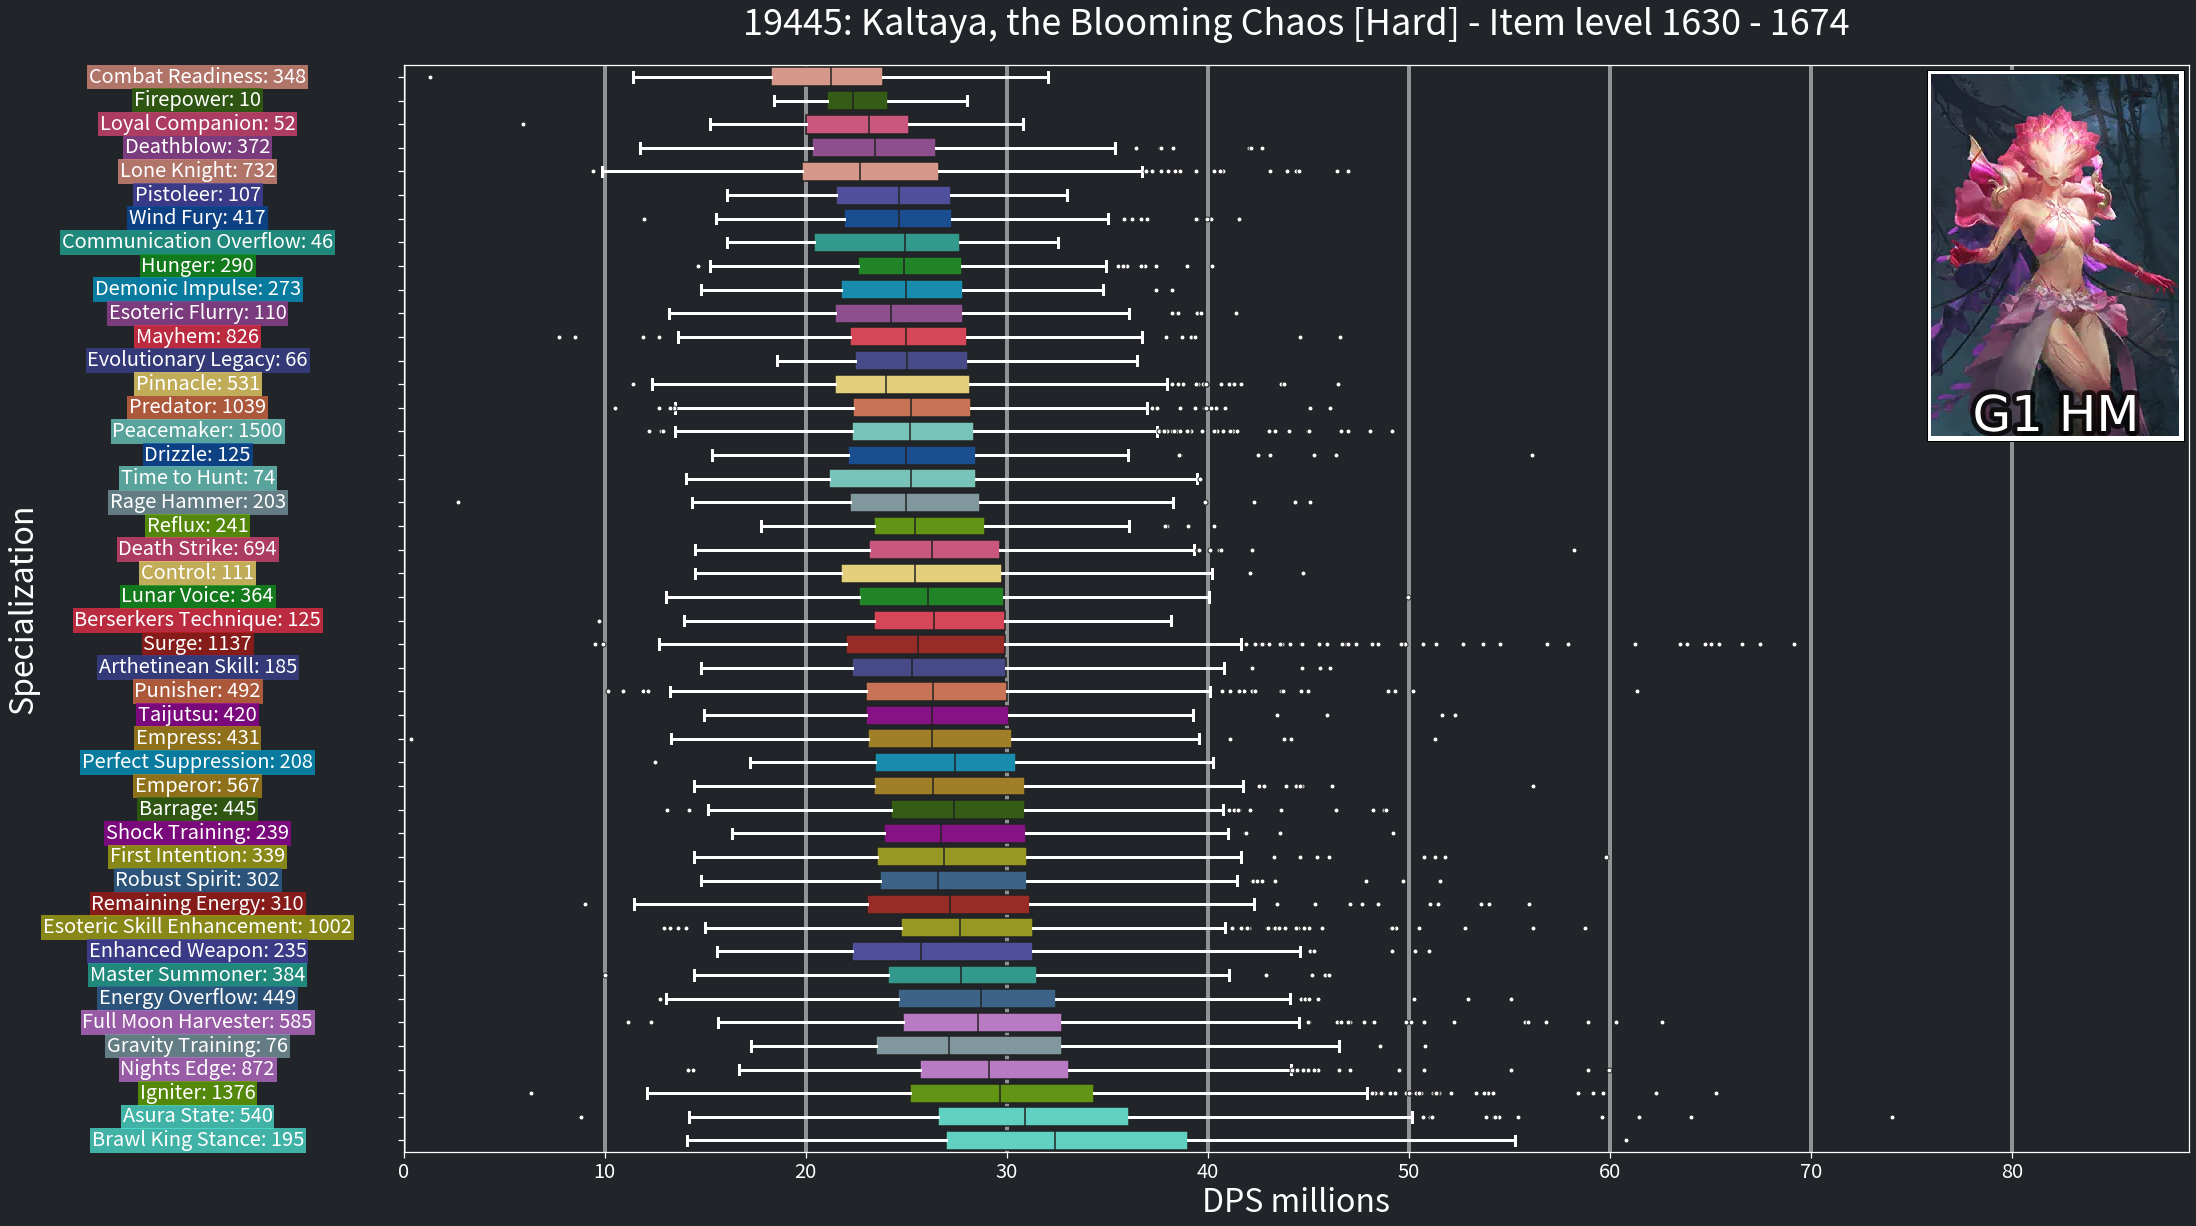 19445: Kaltaya, the Blooming Chaos [Hard] - Item level 1630 - 1674
Combat Readiness: 348
Firepower: 10
Loyal Companion: 52
Deathblow: 372
Lone Knight: 732
Pistoleer: 107
Wind Fury: 417
Communication Overflow: 46
Hunger: 290
Demonic Impulse: 273
Esoteric Flurry: 110
Mayhem: 826
Evolutionary Legacy: 66
Pinnacle: 531
Predator: 1039
Peacemaker: 1500
Drizzle: 125
Time to Hunt: 74
Rage Hammer: 203
Reflux: 241
Death Strike: 694
Control: 111
Lunar Voice: 364
Berserkers Technique: 125
Surge: 1137
Arthetinean Skill: 185
Punisher: 492
Taijutsu: 420
Empress: 431
Perfect Suppression: 208
Emperor: 567
Barrage: 445
Shock Training: 239
First Intention: 339
Robust Spirit: 302
Remaining Energy: 310
Esoteric Skill Enhancement: 1002
Enhanced Weapon: 235
Master Summoner: 384
Energy Overflow: 449
Full Moon Harvester: 585
Gravity Training: 76
Nights Edge: 872
Igniter: 1376
Asura State: 540
Brawl King Stance: 195
Specialization
G1 HM
0 10 20 30 40 50 60 70 80
DPS millions